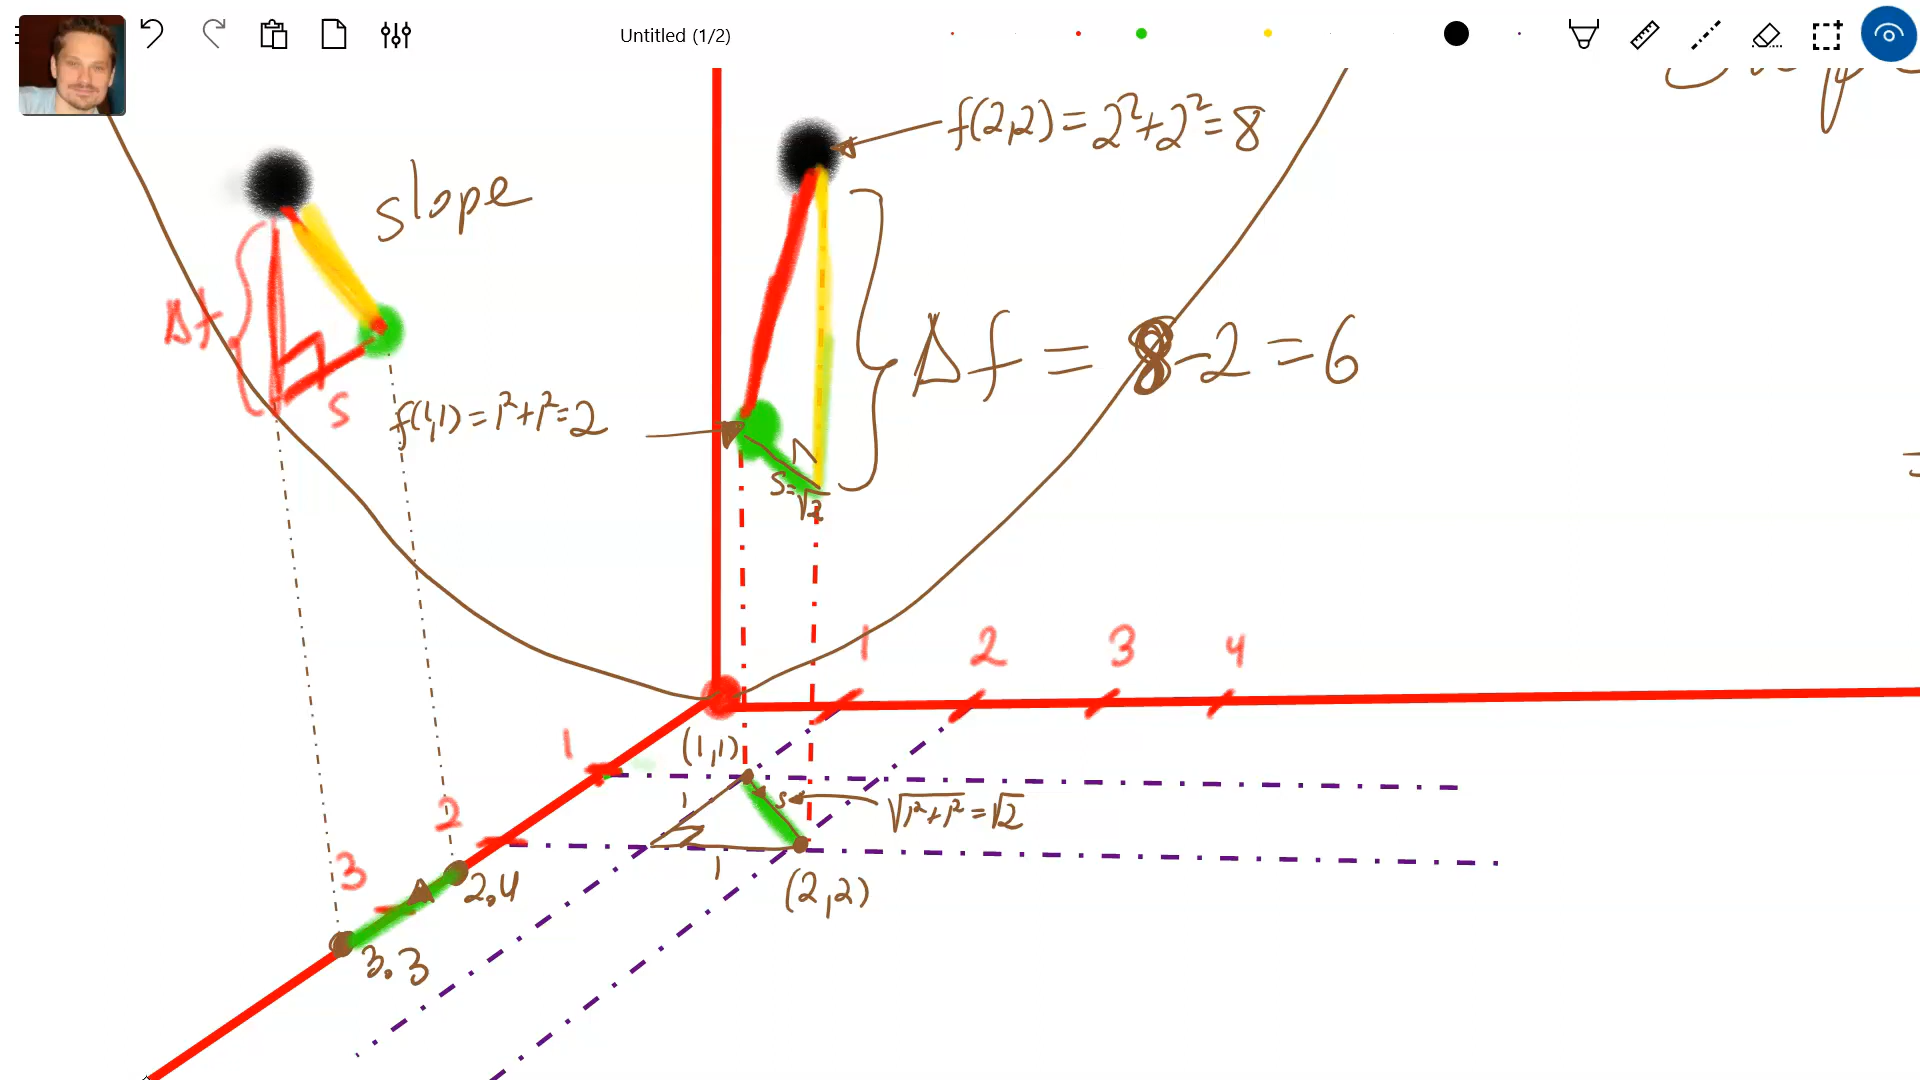 Untitled (1/2)
f(2,2) = 2²+2² = 8
slope
Δf
s
f(1,1) = 1²+1² = 2
Δf = 8-2 = 6
s=
√2
1 2 3 4
1
(1,1)
1
s
√1²+1² = √2
2
1
3
2.4
(2,2)
3.3